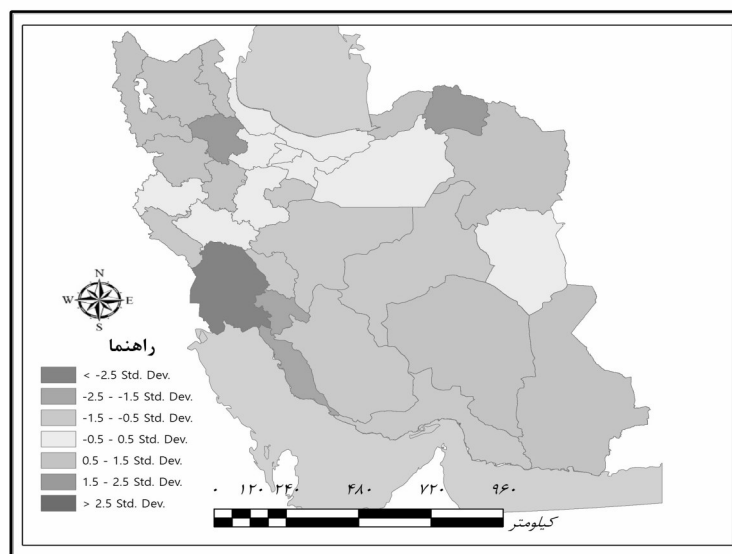 N
W E
S
راهنما
< -2.5 Std. Dev.
-2.5 - -1.5 Std. Dev.
-1.5 - -0.5 Std. Dev.
-0.5 - 0.5 Std. Dev.
0.5 - 1.5 Std. Dev.
1.5 - 2.5 Std. Dev.
> 2.5 Std. Dev.
۰ ۱۲۰ ۲۴۰ ۴۸۰ ۷۲۰ ۹۶۰
کیلومتر